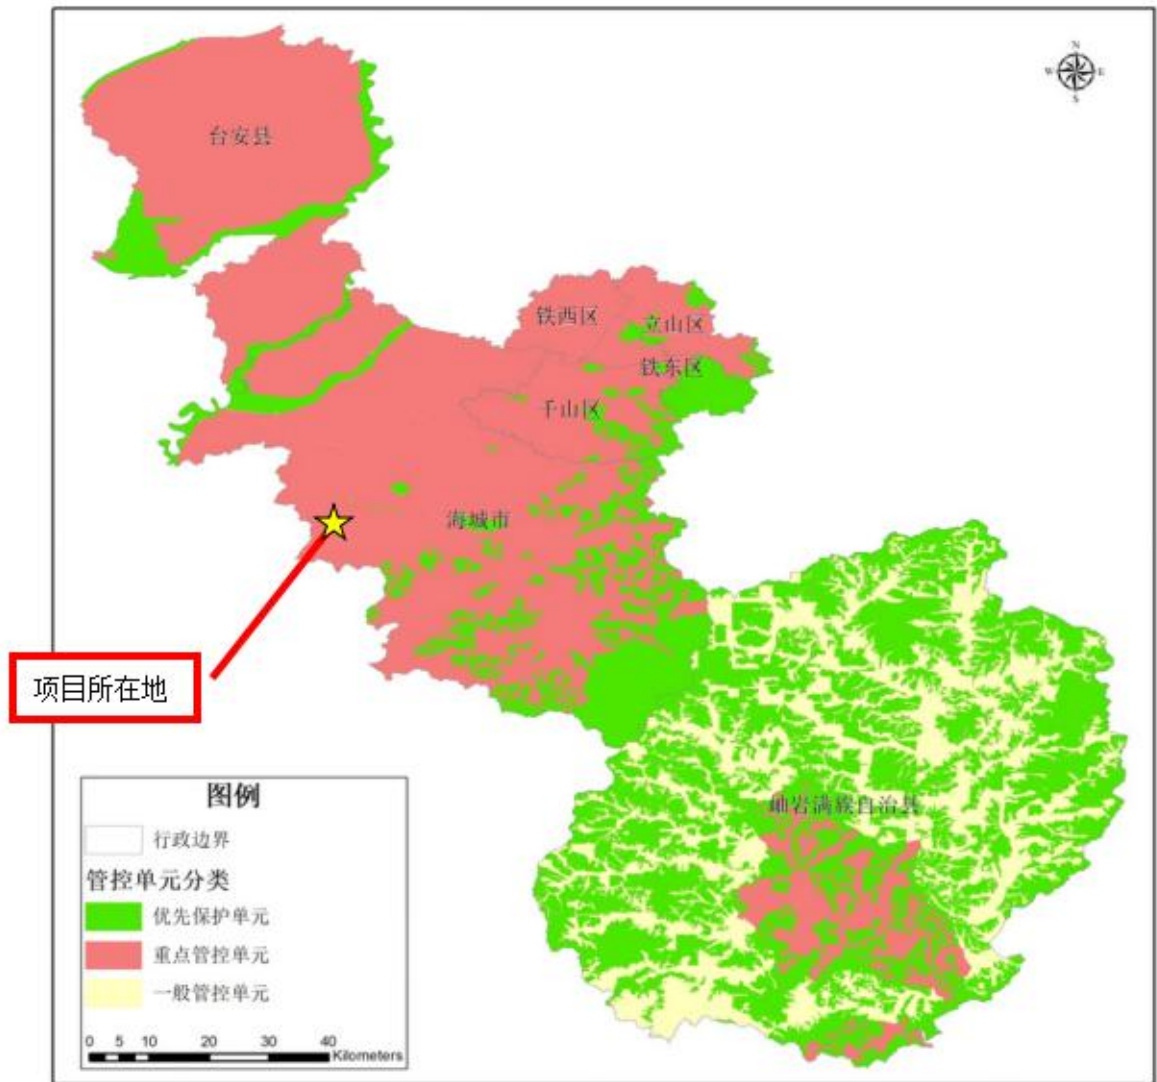 N
W E
S
台安县
铁西区
立山区
铁东区
千山区
海城市
项目所在地
岫岩满族自治县
图例
行政边界
管控单元分类
优先保护单元
重点管控单元
一般管控单元
0 5 10 20 30 40
Kilometers